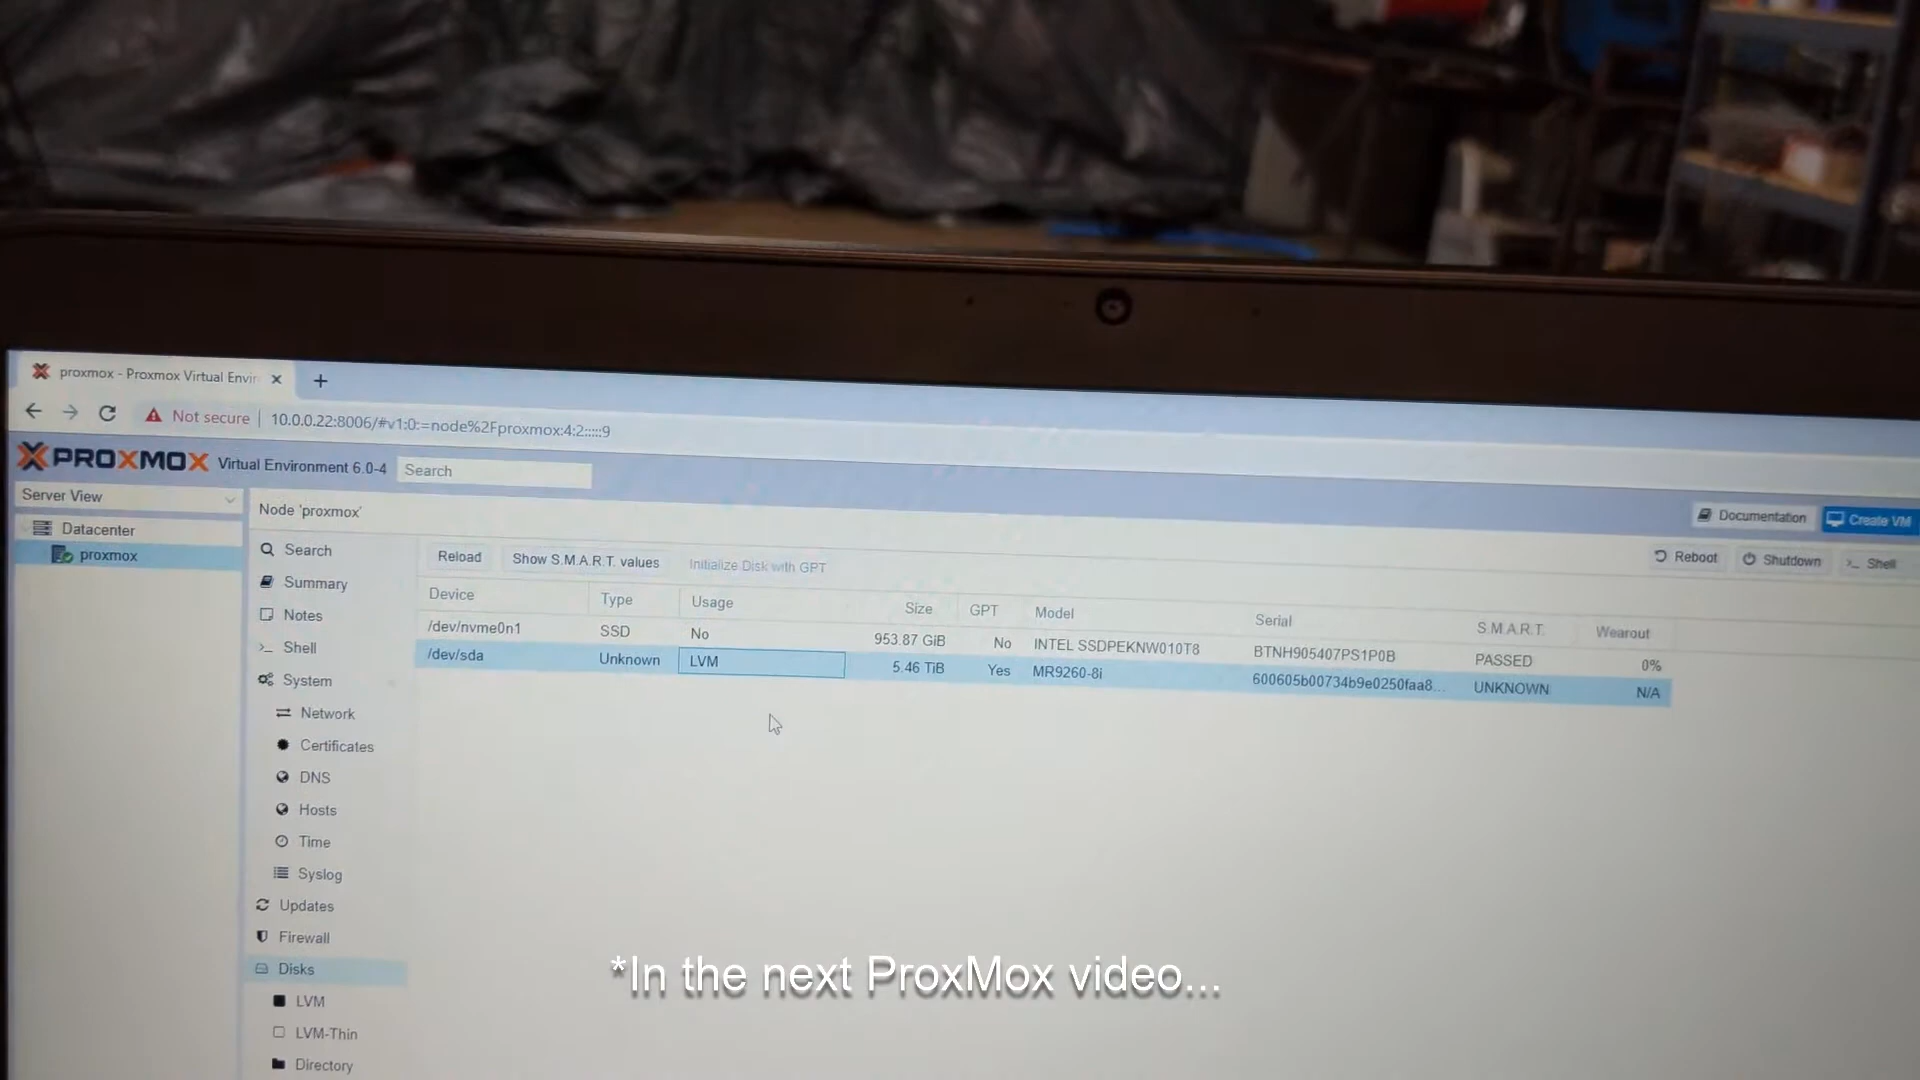 proxmox - Proxmox Virtual Envir
Not secure | 10.0.0.22:8006/#v1:0:=node%2Fproxmox:4:2:::::9
PROXMOX Virtual Environment 6.0-4 Search
Server View
Datacenter
proxmox
Node 'proxmox'
Documentation Create VM
Reboot Shutdown >_ Shell
Search
Summary
Notes
>_ Shell
System
Network
Certificates
DNS
Hosts
Time
Syslog
Updates
Firewall
Disks
LVM
LVM-Thin
Directory
Reload Show S.M.A.R.T. values Initialize Disk with GPT
Device Type Usage Size GPT Model Serial S.M.A.R.T. Wearout
/dev/nvme0n1 SSD No 953.87 GiB No INTEL SSDPEKNW010T8 BTNH905407PS1P0B PASSED 0%
/dev/sda Unknown LVM 5.46 TiB Yes MR9260-8i 600605b00734b9e0250faa8... UNKNOWN N/A
*In the next ProxMox video...